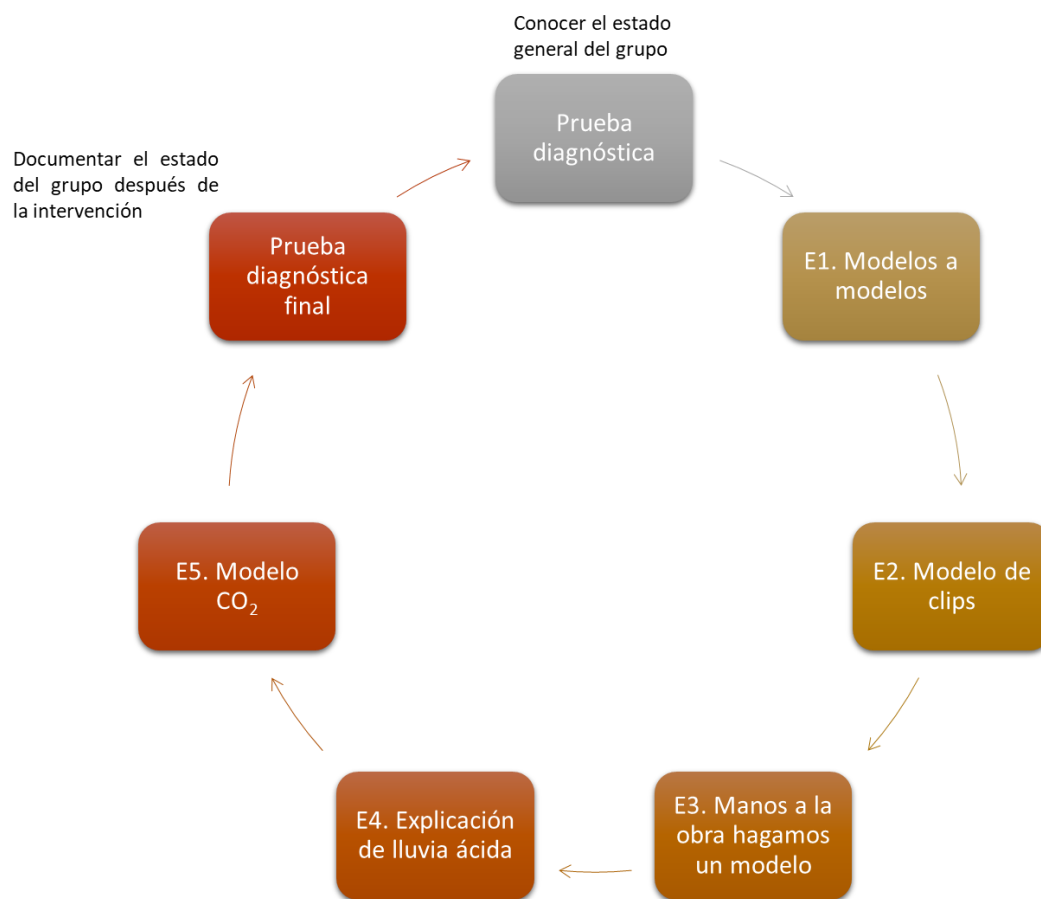 Conocer el estado
general del grupo
Prueba
diagnóstica
E1. Modelos a
modelos
E2. Modelo de
clips
E3. Manos a la
obra hagamos
un modelo
E4. Explicación
de lluvia ácida
E5. Modelo
CO₂
Prueba
diagnóstica
final
Documentar el estado
del grupo después de
la intervención